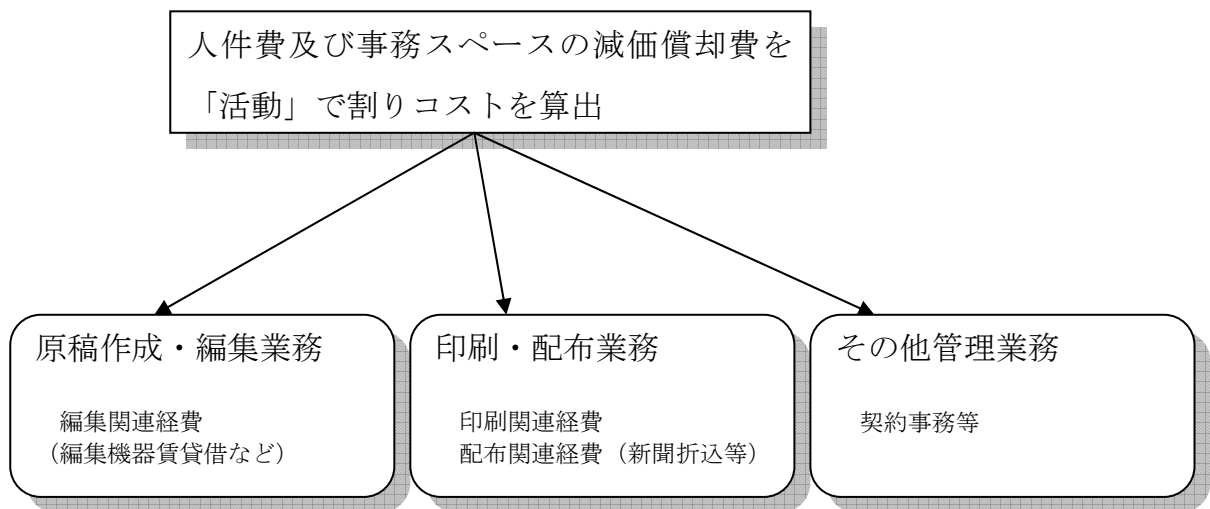 人件費及び事務スペースの減価償却費を
「活動」で割りコストを算出
原稿作成・編集業務
編集関連経費
（編集機器賃貸借など）
印刷・配布業務
印刷関連経費
配布関連経費（新聞折込等）
その他管理業務
契約事務等